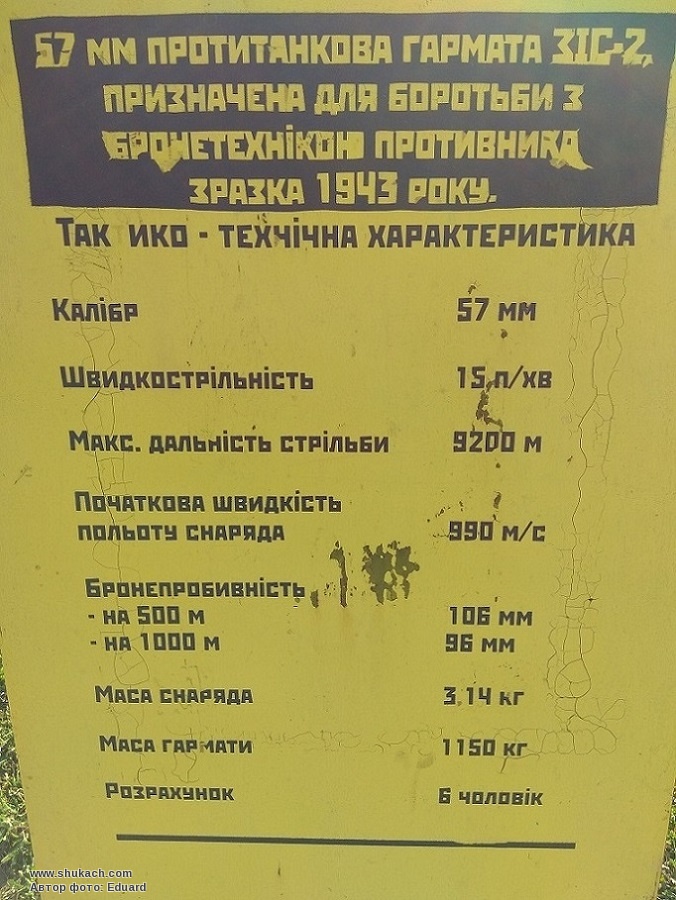 57 мм протитанкова гармата ЗІС-2,
призначена для боротьби з
бронетехнікою противника
зразка 1943 року.
Так ико - техчічна характеристика
Калібр 57 мм
Швидкострільність 15 п/хв
Макс. дальність стрільби 9200 м
Початкова швидкість
польоту снаряда 990 м/с
Бронепробивність
- на 500 м 106 мм
- на 1000 м 96 мм
Маса снаряда 3,14 кг
Маса гармати 1150 кг
Розрахунок 6 чоловік
www.shukach.com
Автор фото: Eduard